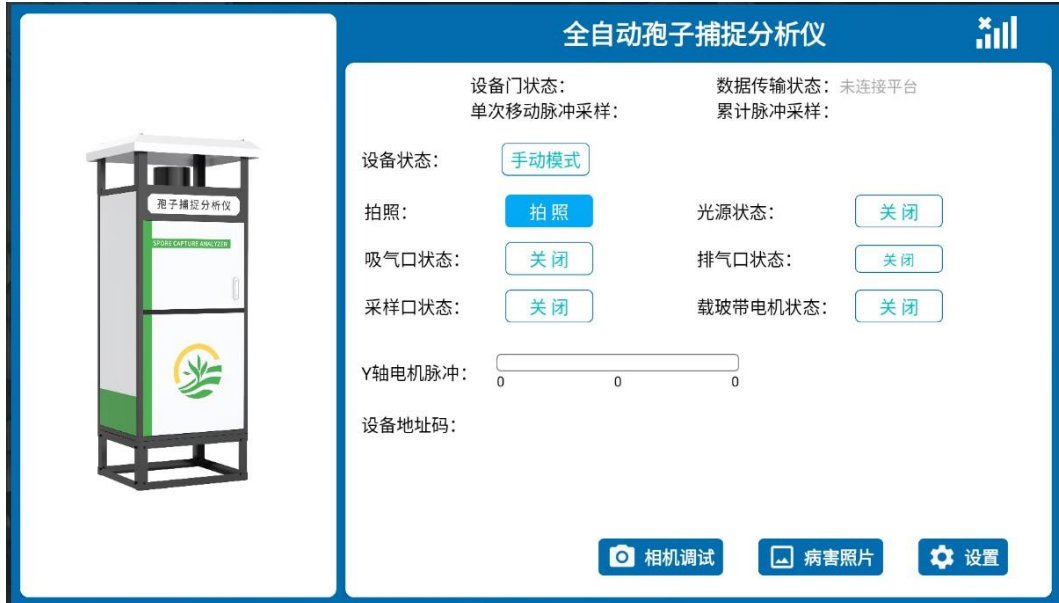 全自动孢子捕捉分析仪
孢子捕捉分析仪
SPORE CAPTURE ANALYZER
设备门状态： 数据传输状态：未连接平台
单次移动脉冲采样： 累计脉冲采样：
设备状态： 手动模式
拍照： 拍照 光源状态： 关闭
吸气口状态： 关闭 排气口状态： 关闭
采样口状态： 关闭 载玻带电机状态： 关闭
Y轴电机脉冲：
0 0 0
设备地址码：
相机调试 病害照片 设置